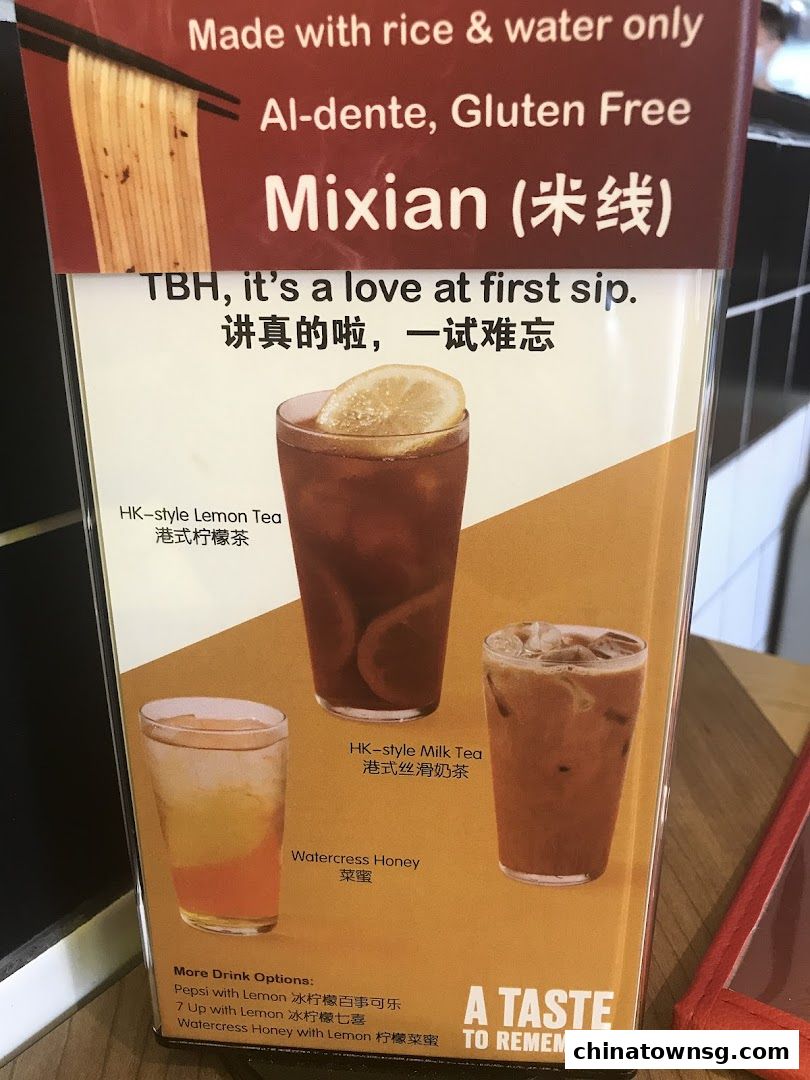 Made with rice & water only
Al-dente, Gluten Free
Mixian (米线)
TBH, it's a love at first sip.
讲真的啦，一试难忘
HK-style Lemon Tea
港式柠檬茶
HK-style Milk Tea
港式丝滑奶茶
Watercress Honey
菜蜜
More Drink Options:
Pepsi with Lemon 冰柠檬百事可乐
7 Up with Lemon 冰柠檬七喜
Watercress Honey with Lemon 柠檬菜蜜
A TASTE
TO REMEM
chinatownsg.com